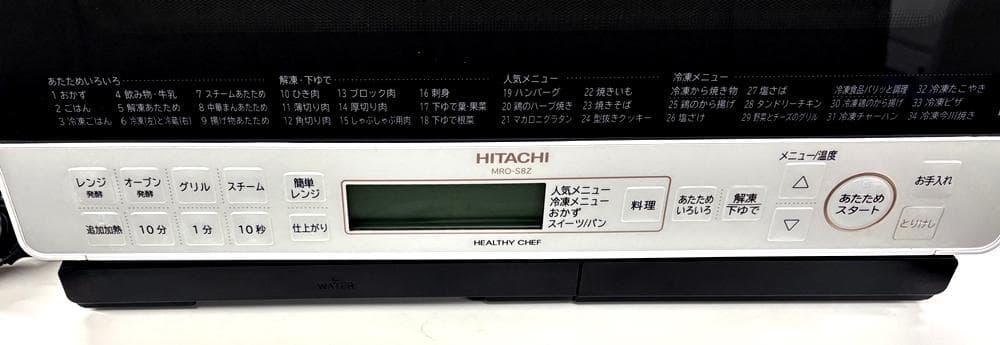 あたためいろいろ
1 おかず 4 飲み物・牛乳 7 スチームあたため
2 ごはん 5 解凍あたため 8 中華まんあたため
3 冷凍ごはん 6 冷凍(左)と冷蔵(右) 9 揚げ物あたため
解凍・下ゆで
10 ひき肉 13 ブロック肉 16 刺身
11 薄切り肉 14 厚切り肉 17 下ゆで葉・果菜
12 角切り肉 15 しゃぶしゃぶ用肉 18 下ゆで根菜
人気メニュー
19 ハンバーグ 22 焼きいも
20 鶏のハーブ焼き 23 焼きそば
21 マカロニグラタン 24 型抜きクッキー
冷凍メニュー
冷凍から焼き物 27 塩さば 冷凍食品パリッと調理 32 冷凍たこやき
25 鶏のから揚げ 28 タンドリーチキン 30 冷凍鶏のから揚げ 33 冷凍ピザ
26 塩ざけ 29 野菜とチーズのグリル 31 冷凍チャーハン 34 冷凍今川焼き
HITACHI
MRO-S8Z
レンジ
発酵
オーブン
発酵
グリル
スチーム
簡単
レンジ
追加加熱
10分
1分
10秒
仕上がり
人気メニュー
冷凍メニュー
おかず
スイーツ/パン
料理
あたため
いろいろ
解凍
下ゆで
メニュー/温度
△
▽
あたため
スタート
お手入れ
とりけし
HEALTHY CHEF
WATER